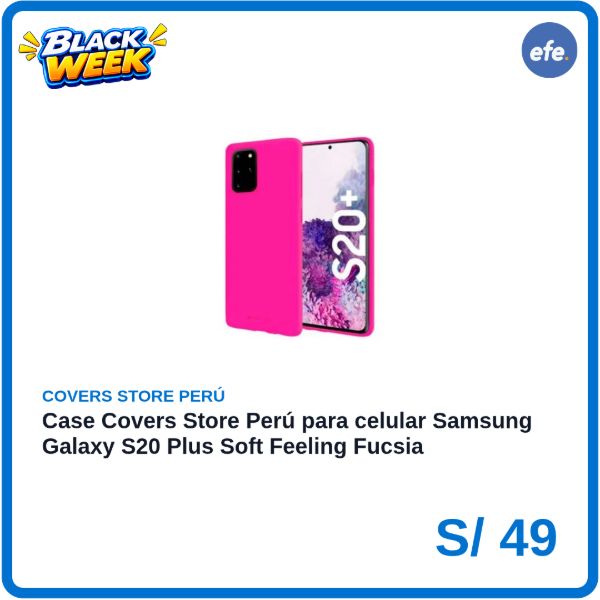 BLACK
WEEK
efe.
S20+
COVERS STORE PERÚ
Case Covers Store Perú para celular Samsung
Galaxy S20 Plus Soft Feeling Fucsia
S/ 49